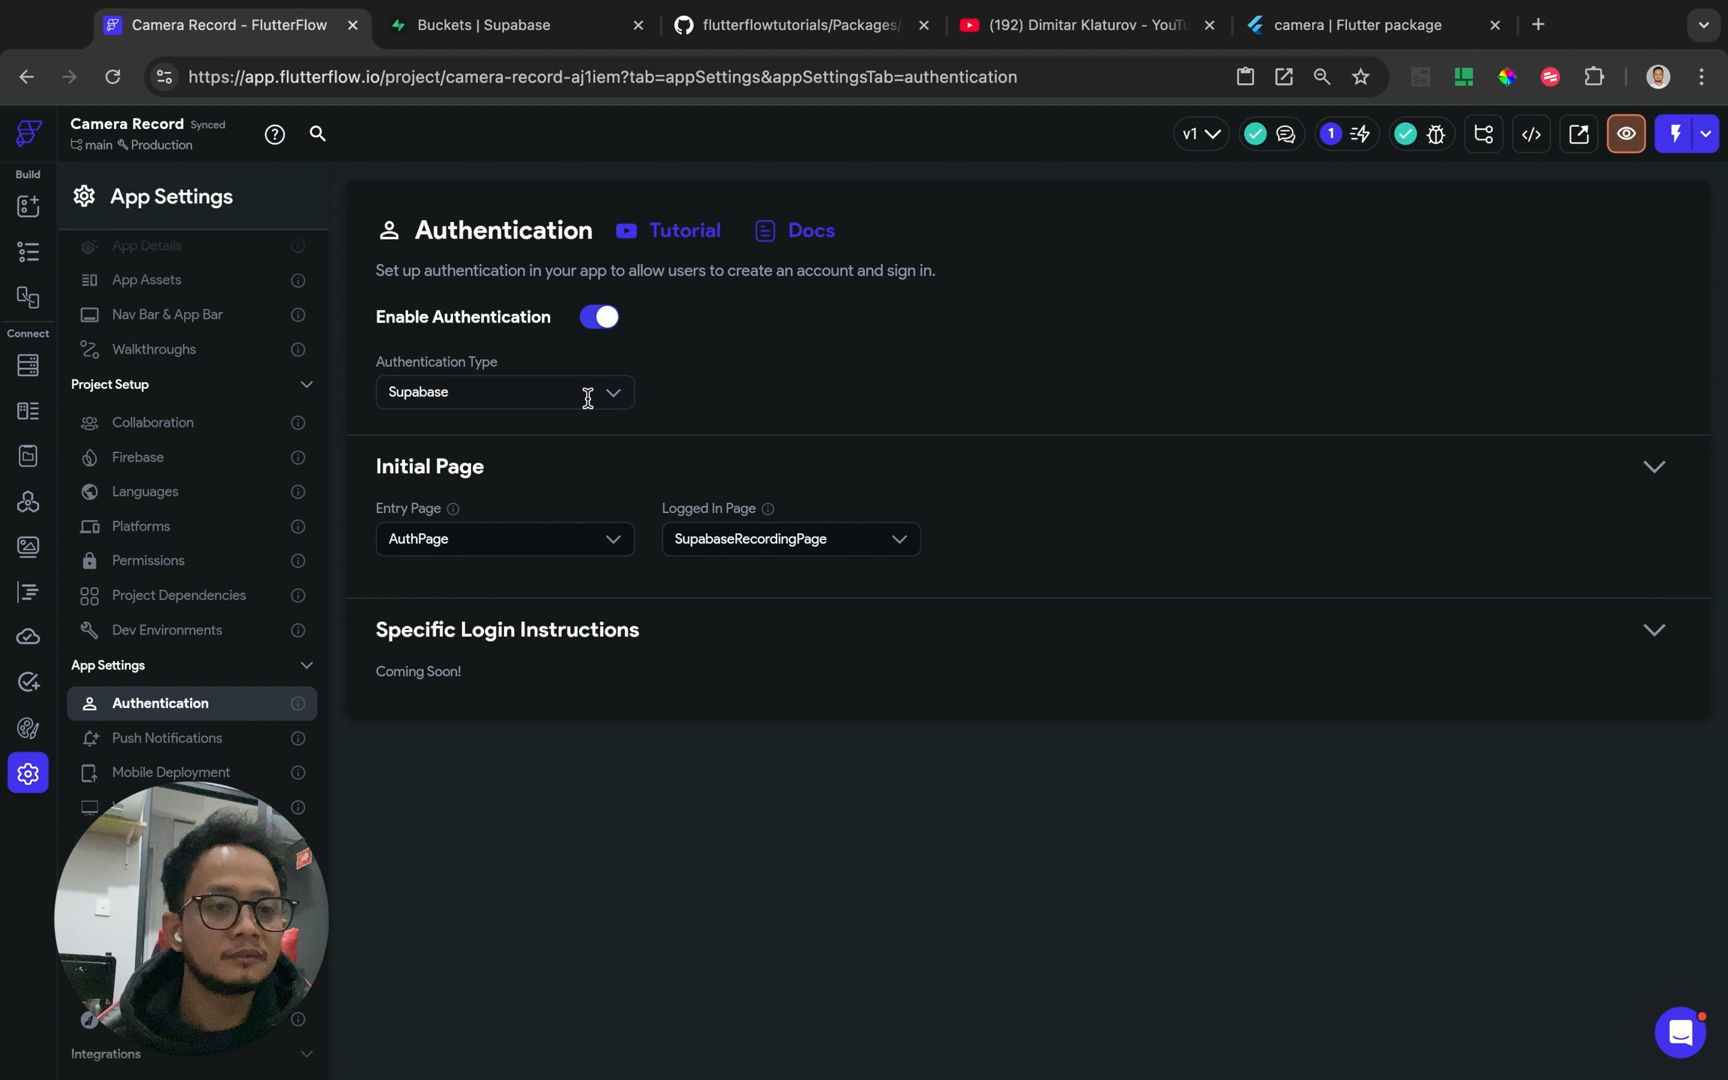 Camera Record - FlutterFlow
Buckets | Supabase
flutterflowtutorials/Packages/
(192) Dimitar Klaturov - YouTu
camera | Flutter package
https://app.flutterflow.io/project/camera-record-aj1iem?tab=appSettings&appSettingsTab=authentication
Camera Record Synced
main Production
v1
1
Build
Connect
App Settings
App Details
App Assets
Nav Bar & App Bar
Walkthroughs
Project Setup
Collaboration
Firebase
Languages
Platforms
Permissions
Project Dependencies
Dev Environments
App Settings
Authentication
Push Notifications
Mobile Deployment
Integrations
Authentication Tutorial Docs
Set up authentication in your app to allow users to create an account and sign in.
Enable Authentication
Authentication Type
Supabase
Initial Page
Entry Page
Logged In Page
AuthPage
SupabaseRecordingPage
Specific Login Instructions
Coming Soon!